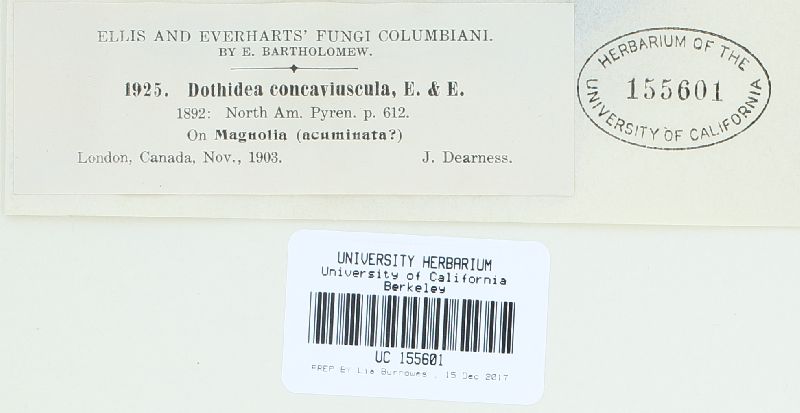 ELLIS AND EVERHARTS' FUNGI COLUMBIANI.
BY E. BARTHOLOMEW.
1925. Dothidea concaviuscula, E. & E.
1892: North Am. Pyren. p. 612.
On Magnolia (acuminata?)
London, Canada, Nov., 1903. J. Dearness.
HERBARIUM OF THE
155601
UNIVERSITY OF CALIFORNIA
UNIVERSITY HERBARIUM
University of California
Berkeley
UC 155601
PREP BY Lia Burrowes, 15 Dec 2017